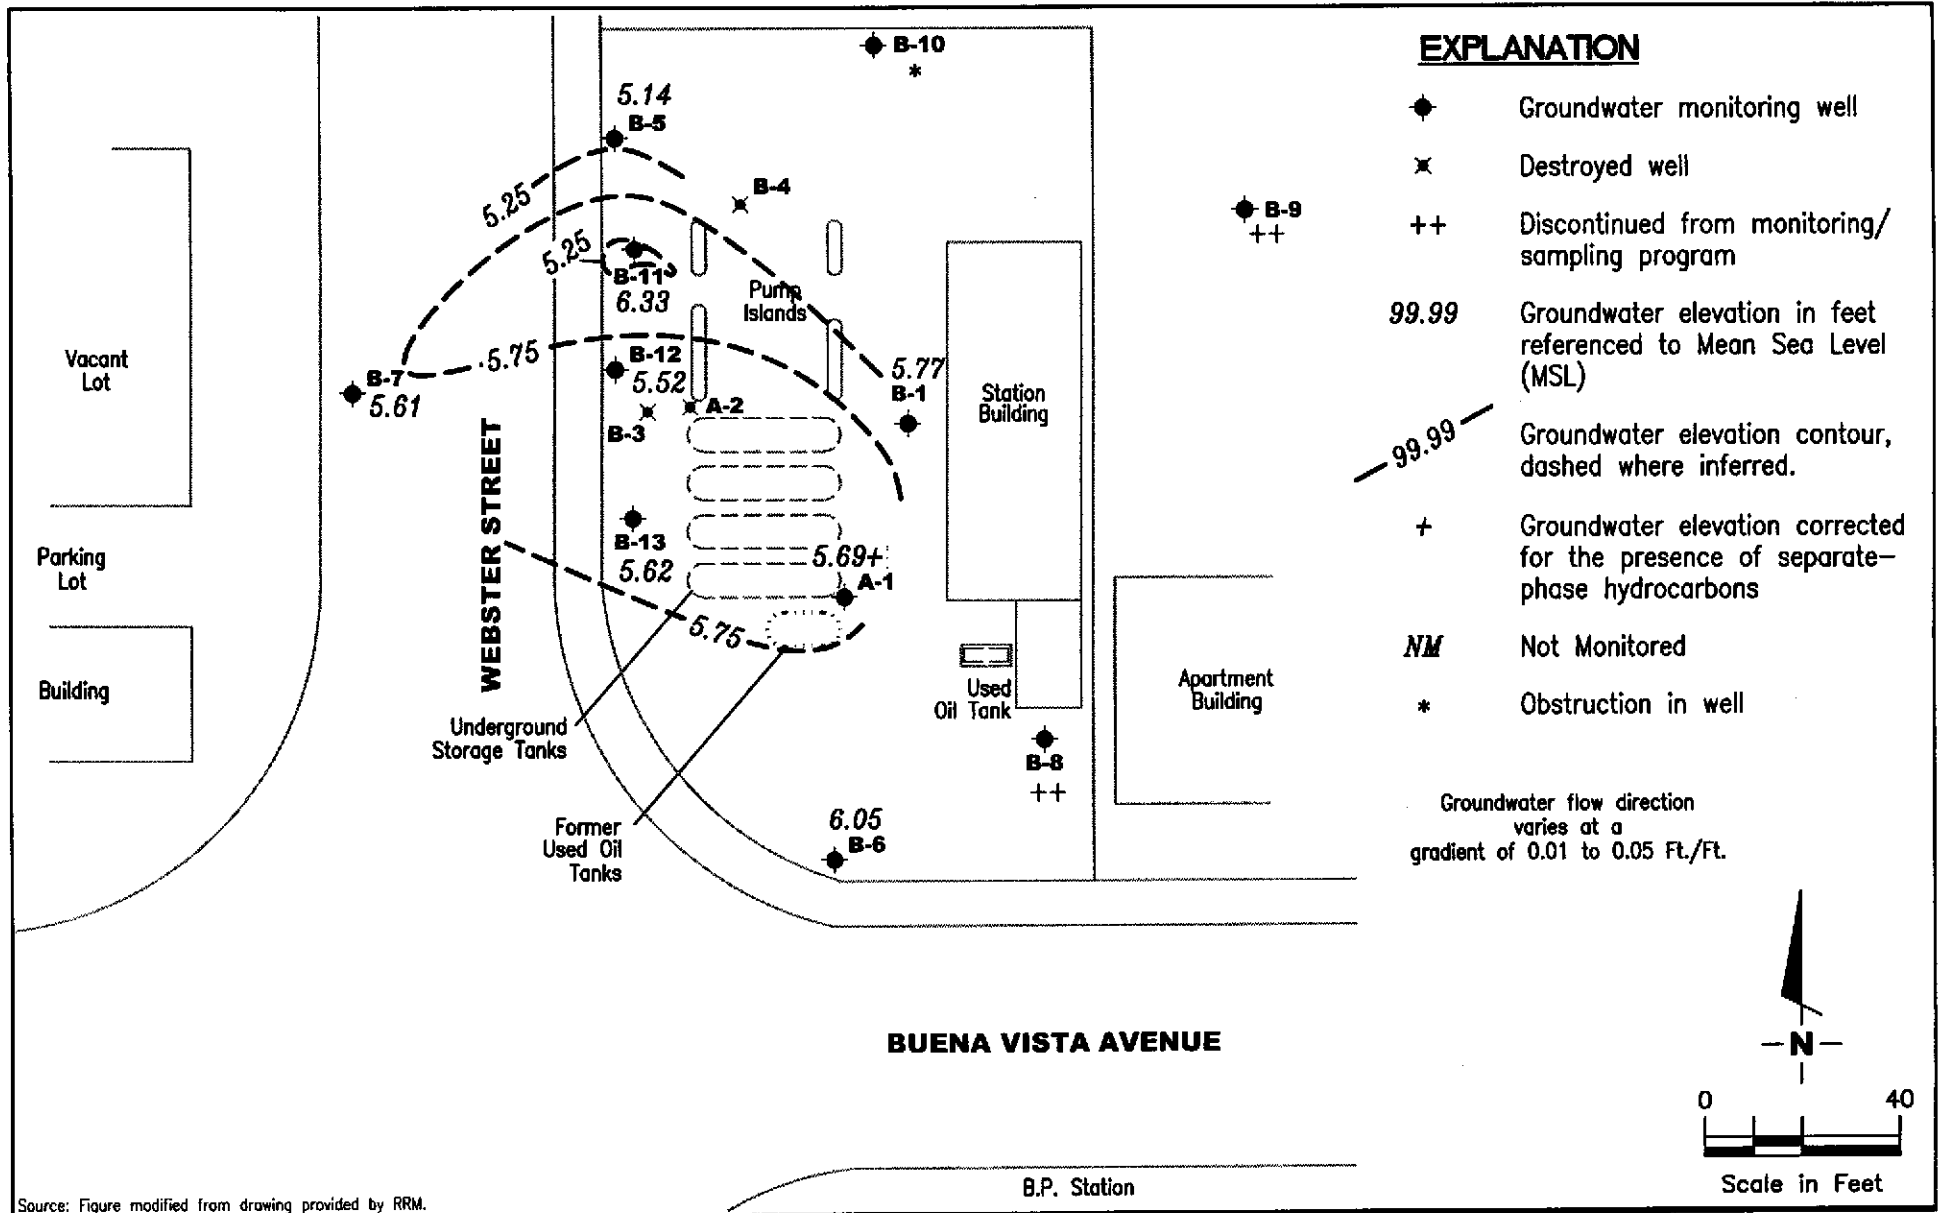 B-10
*
5.14
B-5
B-4
5.25
B-9
++
5.25
B-11
6.33
Pump
Islands
5.75
B-12
5.52
5.77
B-1
Vacant
Lot
B-7
5.61
A-2
B-3
Station
Building
WEBSTER STREET
B-13
5.62
5.69+
A-1
Parking
Lot
5.75
Building
Used
Oil Tank
Apartment
Building
Underground
Storage Tanks
B-8
++
Former
Used Oil
Tanks
6.05
B-6
BUENA VISTA AVENUE
B.P. Station
Source: Figure modified from drawing provided by RRM.
EXPLANATION
Groundwater monitoring well
Destroyed well
++ Discontinued from monitoring/
sampling program
99.99 Groundwater elevation in feet
referenced to Mean Sea Level
(MSL)
99.99 Groundwater elevation contour,
dashed where inferred.
+ Groundwater elevation corrected
for the presence of separate-
phase hydrocarbons
NM Not Monitored
* Obstruction in well
Groundwater flow direction
varies at a
gradient of 0.01 to 0.05 Ft./Ft.
N
0 40
Scale in Feet